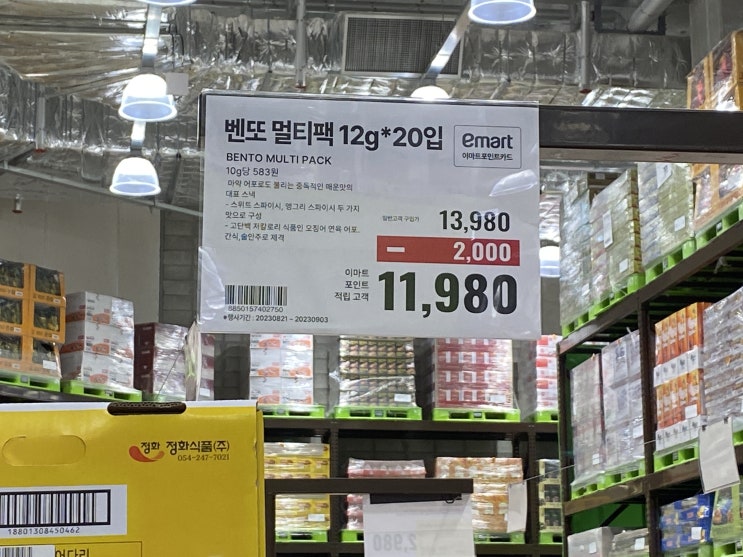 벤또 멀티팩 12g*20입
emart
이마트포인트카드
BENTO MULTI PACK
10g당 583원
마약 어포로도 불리는 중독적인 매운맛의
대표 스낵
- 스위트 스파이시, 앵그리 스파이시 두 가지
맛으로 구성
- 고단백 저칼로리 식품인 오징어 연육 어포,
간식,술안주로 제격
일반고객 구입가 13,980
- 2,000
이마트
포인트
적립 고객
11,980
8850157402750
*행사기간 : 20230821 ~ 20230903
정화 정화식품(주)
054-247-7021
18801308450462
2,980